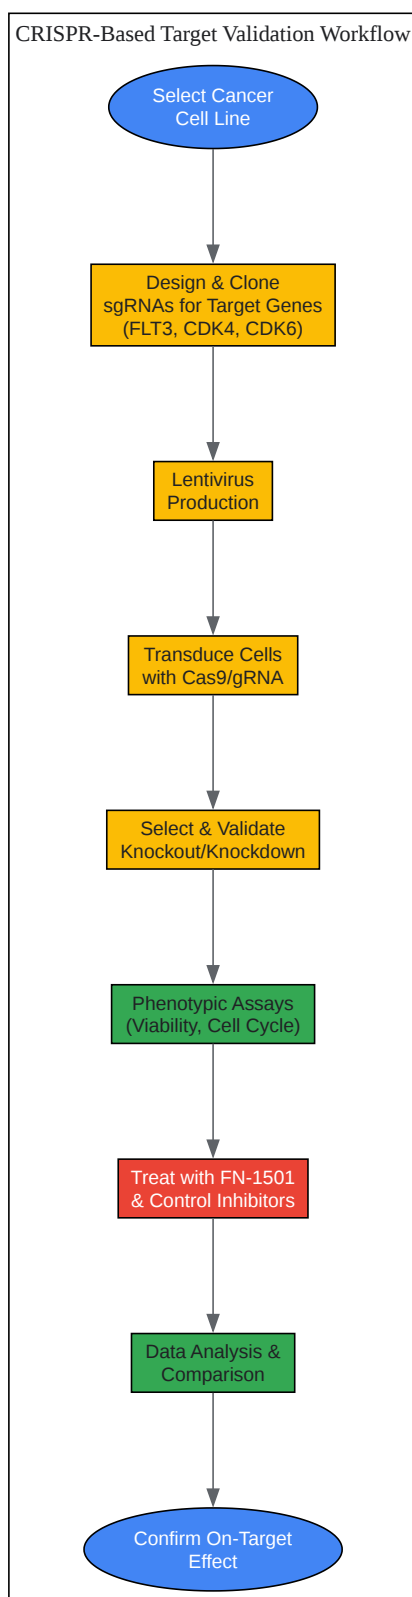 CRISPR-Based Target Validation Workflow
Select Cancer
Cell Line
Design & Clone
sgRNAs for Target Genes
(FLT3, CDK4, CDK6)
Lentivirus
Production
Transduce Cells
with Cas9/gRNA
Select & Validate
Knockout/Knockdown
Phenotypic Assays
(Viability, Cell Cycle)
Treat with FN-1501
& Control Inhibitors
Data Analysis &
Comparison
Confirm On-Target
Effect